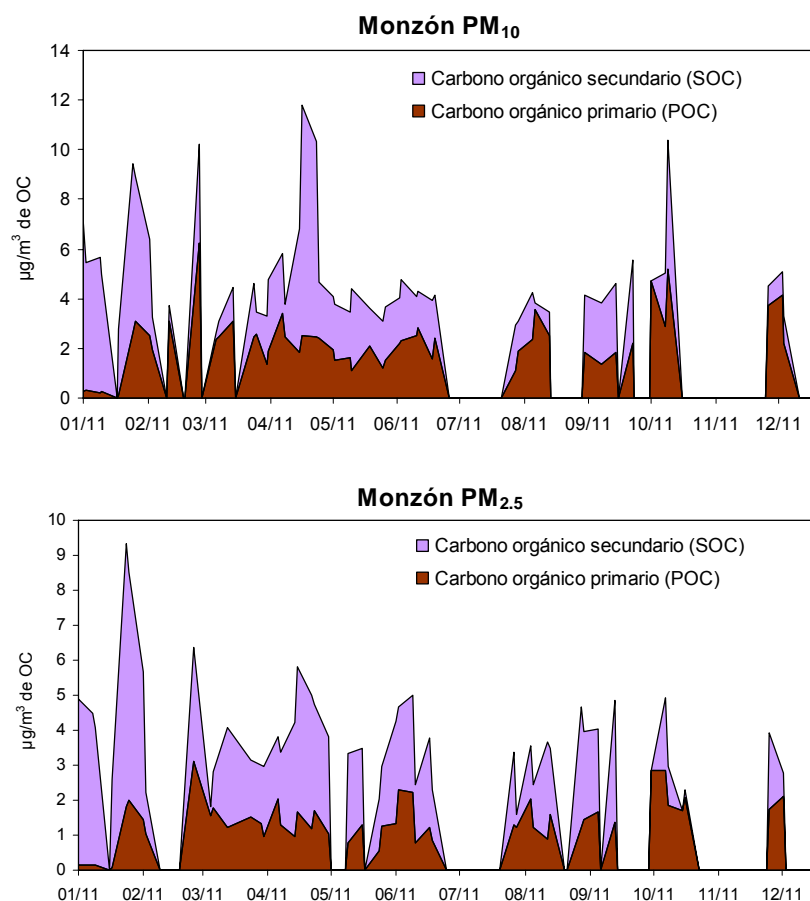 Monzón PM10
14
Carbono orgánico secundario (SOC)
12
Carbono orgánico primario (POC)
10
8
6
4
2
0
µg/m³ de OC
01/11 02/11 03/11 04/11 05/11 06/11 07/11 08/11 09/11 10/11 11/11 12/11
Monzón PM2.5
10
Carbono orgánico secundario (SOC)
9
Carbono orgánico primario (POC)
8
7
6
5
4
3
2
1
0
µg/m³ de OC
01/11 02/11 03/11 04/11 05/11 06/11 07/11 08/11 09/11 10/11 11/11 12/11